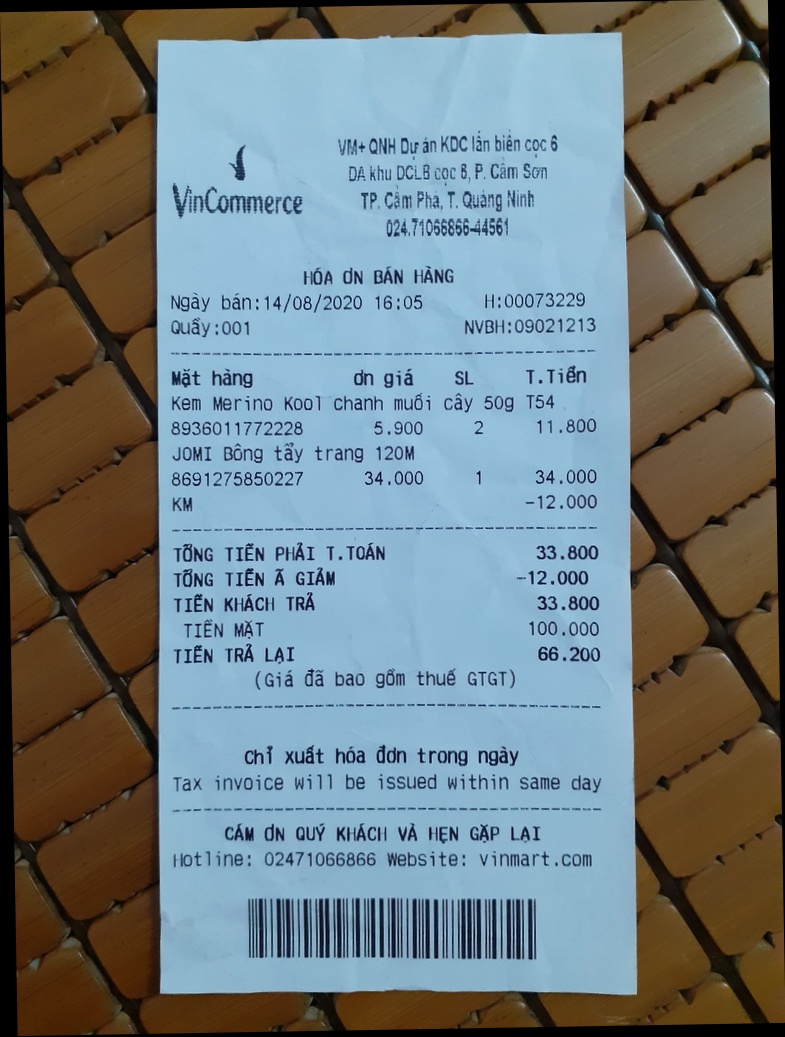 VinCommerce
VM+ QNH Dự án KDC lấn biển cọc 6
DA khu DCLB cọc 6, P. Cẩm Sơn
TP. Cẩm Phả, T. Quảng Ninh
024.71066866-44561
HÓA ƠN BÁN HÀNG
Ngày bán:14/08/2020 16:05 H:00073229
Quầy:001 NVBH:09021213
Mặt hàng ơn giá SL T.Tiền
Kem Merino Kool chanh muối cây 50g T54
8936011772228 5.900 2 11.800
JOMI Bông tẩy trang 120M
8691275850227 34.000 1 34.000
KM -12.000
TỔNG TIỀN PHẢI T.TOÁN 33.800
TỔNG TIỀN Ã GIẢM -12.000
TIỀN KHÁCH TRẢ 33.800
TIỀN MẶT 100.000
TIỀN TRẢ LẠI 66.200
(Giá đã bao gồm thuế GTGT)
Chỉ xuất hóa đơn trong ngày
Tax invoice will be issued within same day
CÁM ƠN QUÝ KHÁCH VÀ HẸN GẶP LẠI
Hotline: 02471066866 Website: vinmart.com